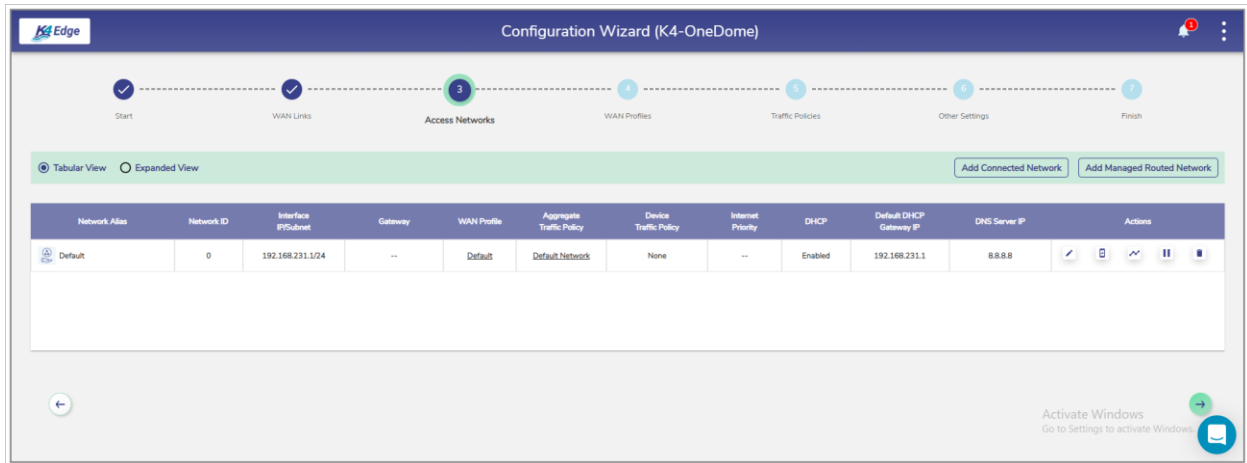 K4 Edge
Configuration Wizard (K4-OneDome)
1
3
4
5
6
7
Start
WAN Links
Access Networks
WAN Profiles
Traffic Policies
Other Settings
Finish
Tabular View
Expanded View
Add Connected Network
Add Managed Routed Network
Network Alias
Network ID
Interface
IP/Subnet
Gateway
WAN Profile
Aggregate
Traffic Policy
Device
Traffic Policy
Internet
Priority
DHCP
Default DHCP
Gateway IP
DNS Server IP
Actions
Default
0
192.168.231.1/24
--
Default
Default Network
None
--
Enabled
192.168.231.1
8.8.8.8
Activate Windows
Go to Settings to activate Windows.